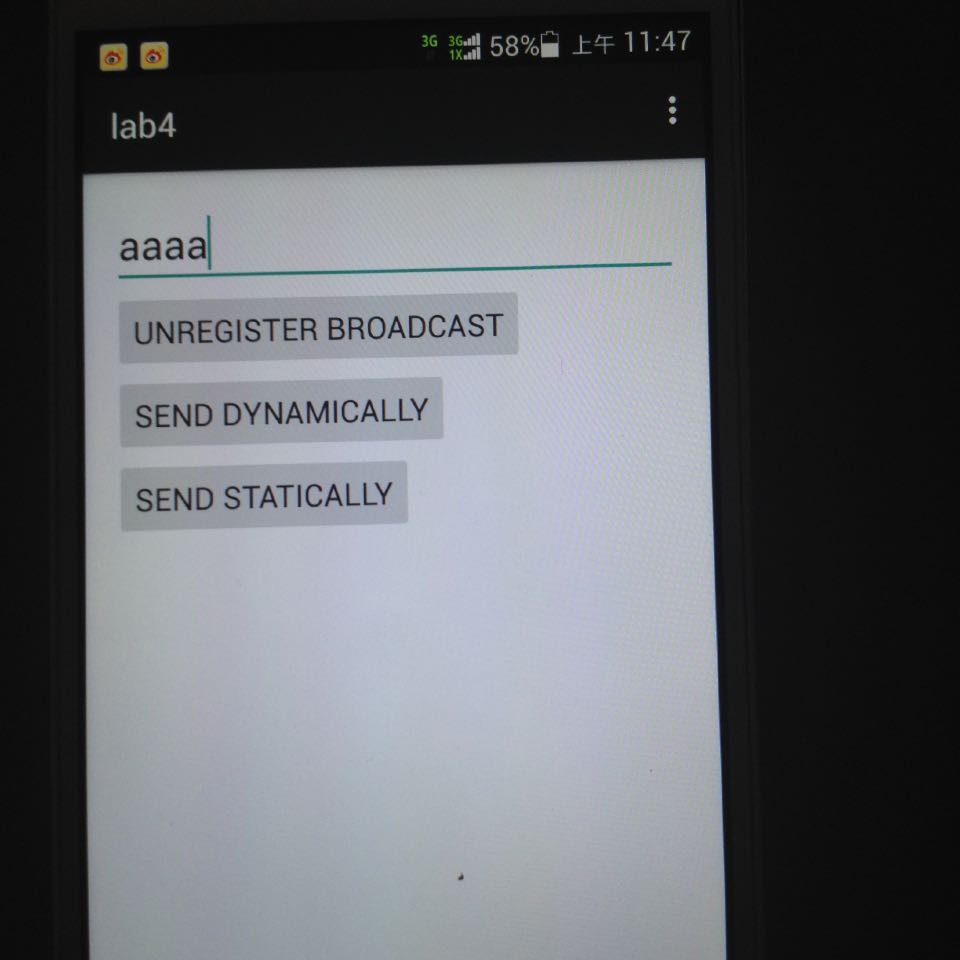 3G 3G 1X 58% 上午 11:47
lab4
aaaa
UNREGISTER BROADCAST
SEND DYNAMICALLY
SEND STATICALLY